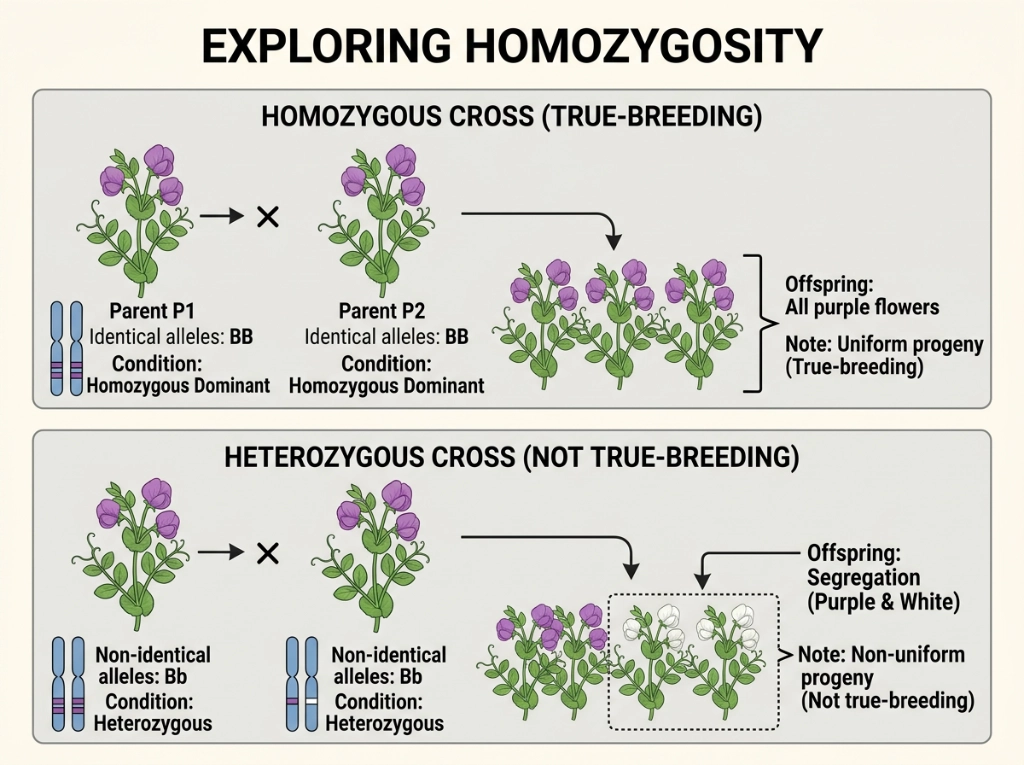 EXPLORING HOMOZYGOSITY
HOMOZYGOUS CROSS (TRUE-BREEDING)
Parent P1
Identical alleles: BB
Condition:
Homozygous Dominant
Parent P2
Identical alleles: BB
Condition:
Homozygous Dominant
Offspring:
All purple flowers
Note: Uniform progeny
(True-breeding)
HETEROZYGOUS CROSS (NOT TRUE-BREEDING)
Non-identical
alleles: Bb
Condition:
Heterozygous
Non-identical
alleles: Bb
Condition:
Heterozygous
Offspring:
Segregation
(Purple & White)
Note: Non-uniform
progeny
(Not true-breeding)